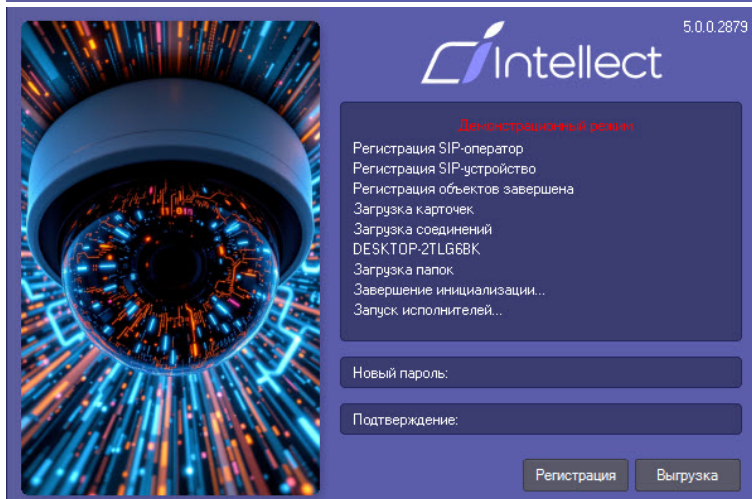 5.0.0.2879
Intellect
Демонстрационный режим
Регистрация SIP-оператор
Регистрация SIP-устройство
Регистрация объектов завершена
Загрузка карточек
Загрузка соединений
DESKTOP-2TLG6BK
Загрузка папок
Завершение инициализации...
Запуск исполнителей...
Новый пароль:
Подтверждение:
Регистрация Выгрузка